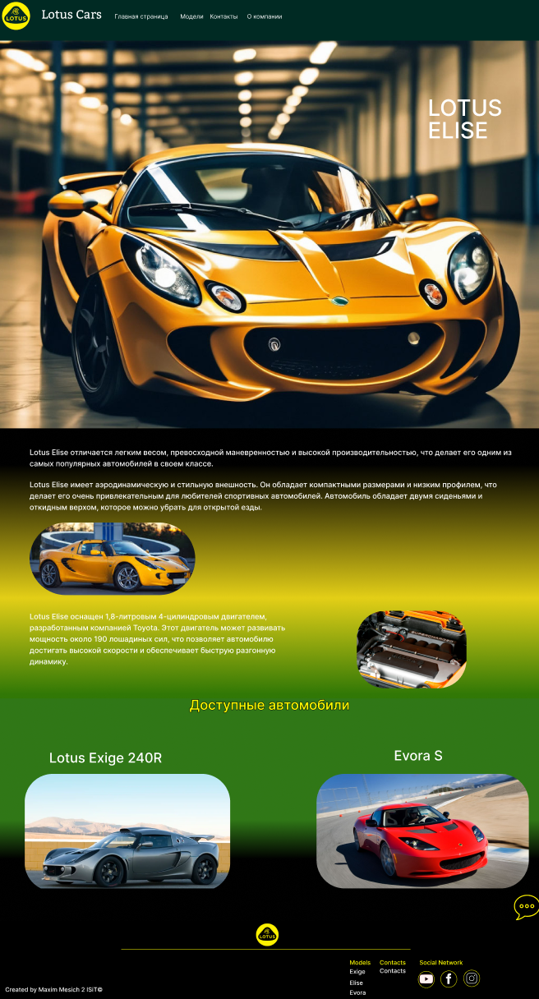 LOTUS
Lotus Cars
Главная страница Модели Контакты О компании
LOTUS
ELISE
Lotus Elise отличается легким весом, превосходной маневренностью и высокой производительностью, что делает его одним из
самых популярных автомобилей в своем классе.
Lotus Elise имеет аэродинамическую и стильную внешность. Он обладает компактными размерами и низким профилем, что
делает его очень привлекательным для любителей спортивных автомобилей. Автомобиль обладает двумя сиденьями и
откидным верхом, которое можно убрать для открытой езды.
Lotus Elise оснащен 1,8-литровым 4-цилиндровым двигателем,
разработанным компанией Toyota. Этот двигатель может развивать
мощность около 190 лошадиных сил, что позволяет автомобилю
достигать высокой скорости и обеспечивает быструю разгонную
динамику.
SUPERCHARGED
Доступные автомобили
Lotus Exige 240R
Evora S
LOTUS
Models
Exige
Elise
Evora
Contacts
Contacts
Social Network
Created by Maxim Mesich 2 ISiT©